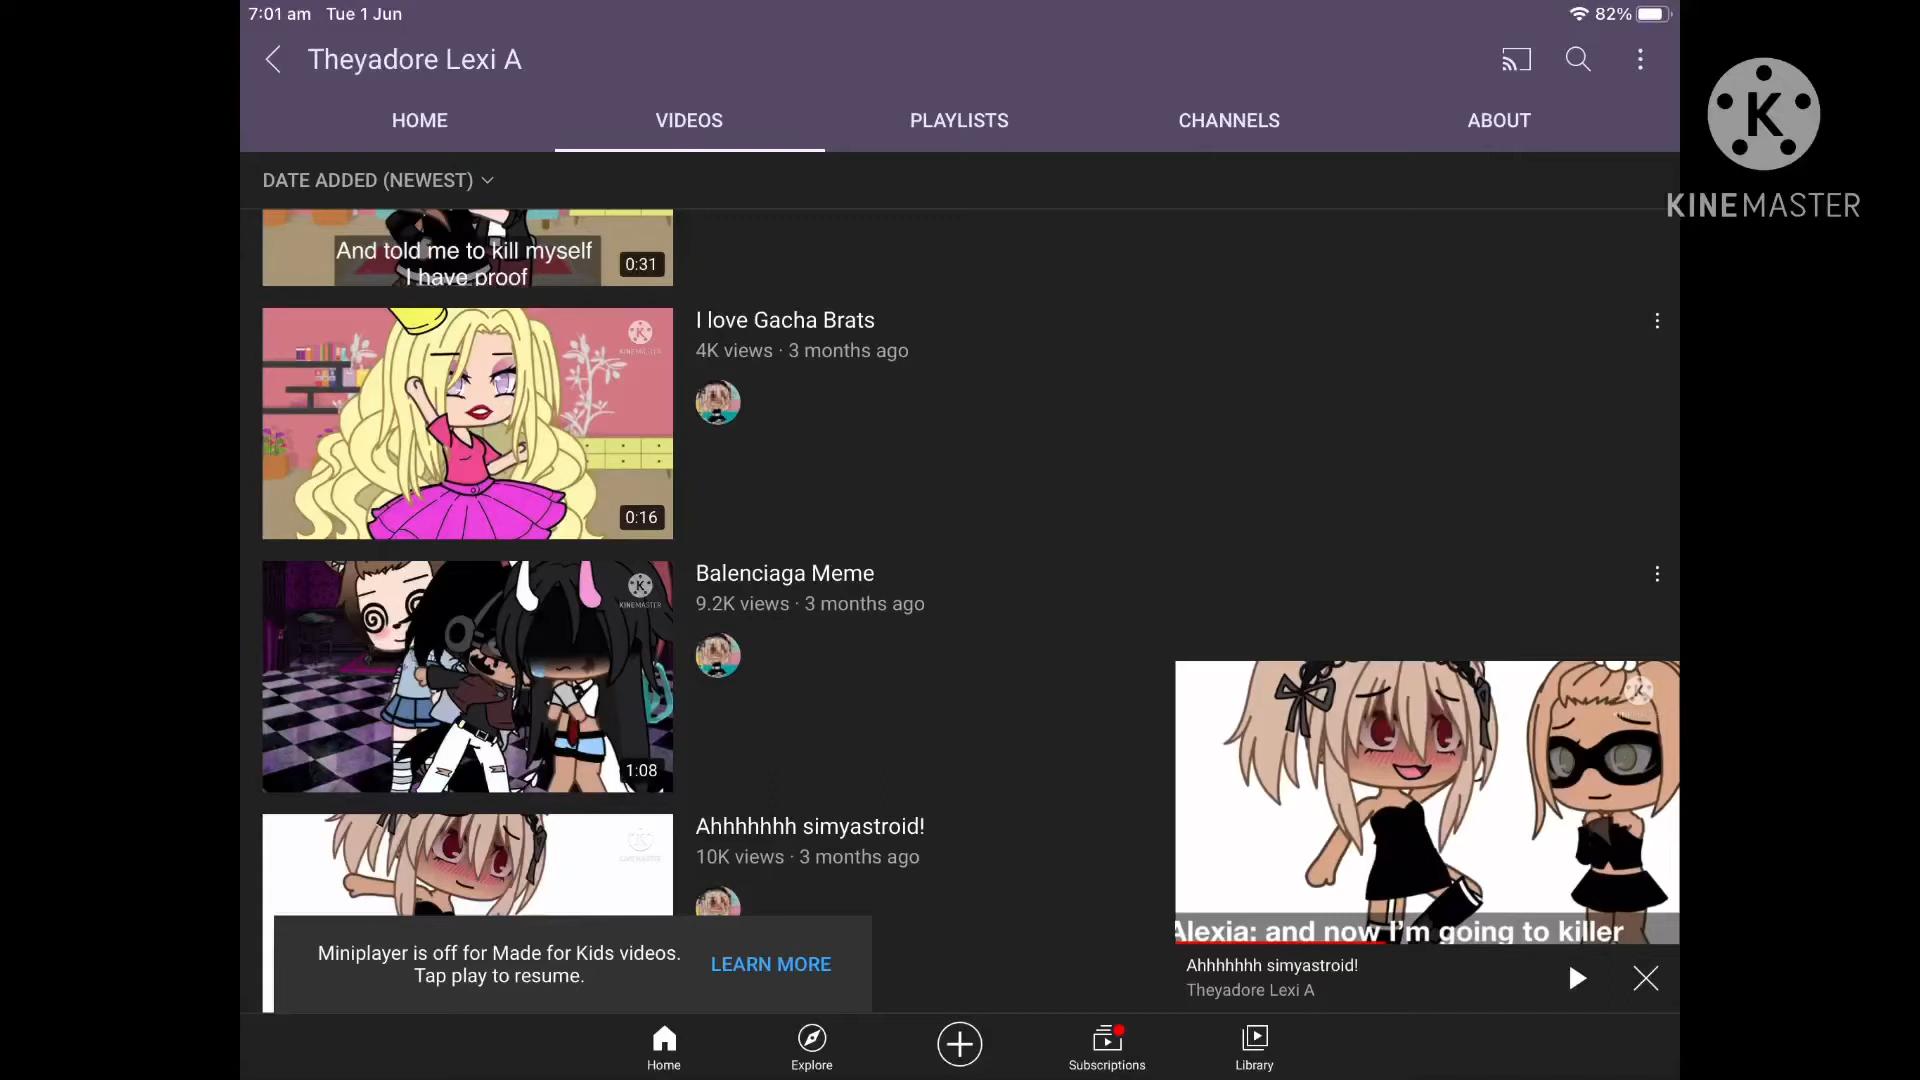 7:01 am Tue 1 Jun
82%
Theyadore Lexi A
K
KINEMASTER
HOME VIDEOS PLAYLISTS CHANNELS ABOUT
DATE ADDED (NEWEST)
And told me to kill myself
I have proof
0:31
I love Gacha Brats
4K views · 3 months ago
K
KINEMASTER
0:16
Balenciaga Meme
9.2K views · 3 months ago
K
KINEMASTER
1:08
Ahhhhhhh simyastroid!
10K views · 3 months ago
K
KINEMASTER
K
Alexia: and now I'm going to killer
Miniplayer is off for Made for Kids videos.
Tap play to resume.
LEARN MORE
Ahhhhhhh simyastroid!
Theyadore Lexi A
Home Explore Subscriptions Library